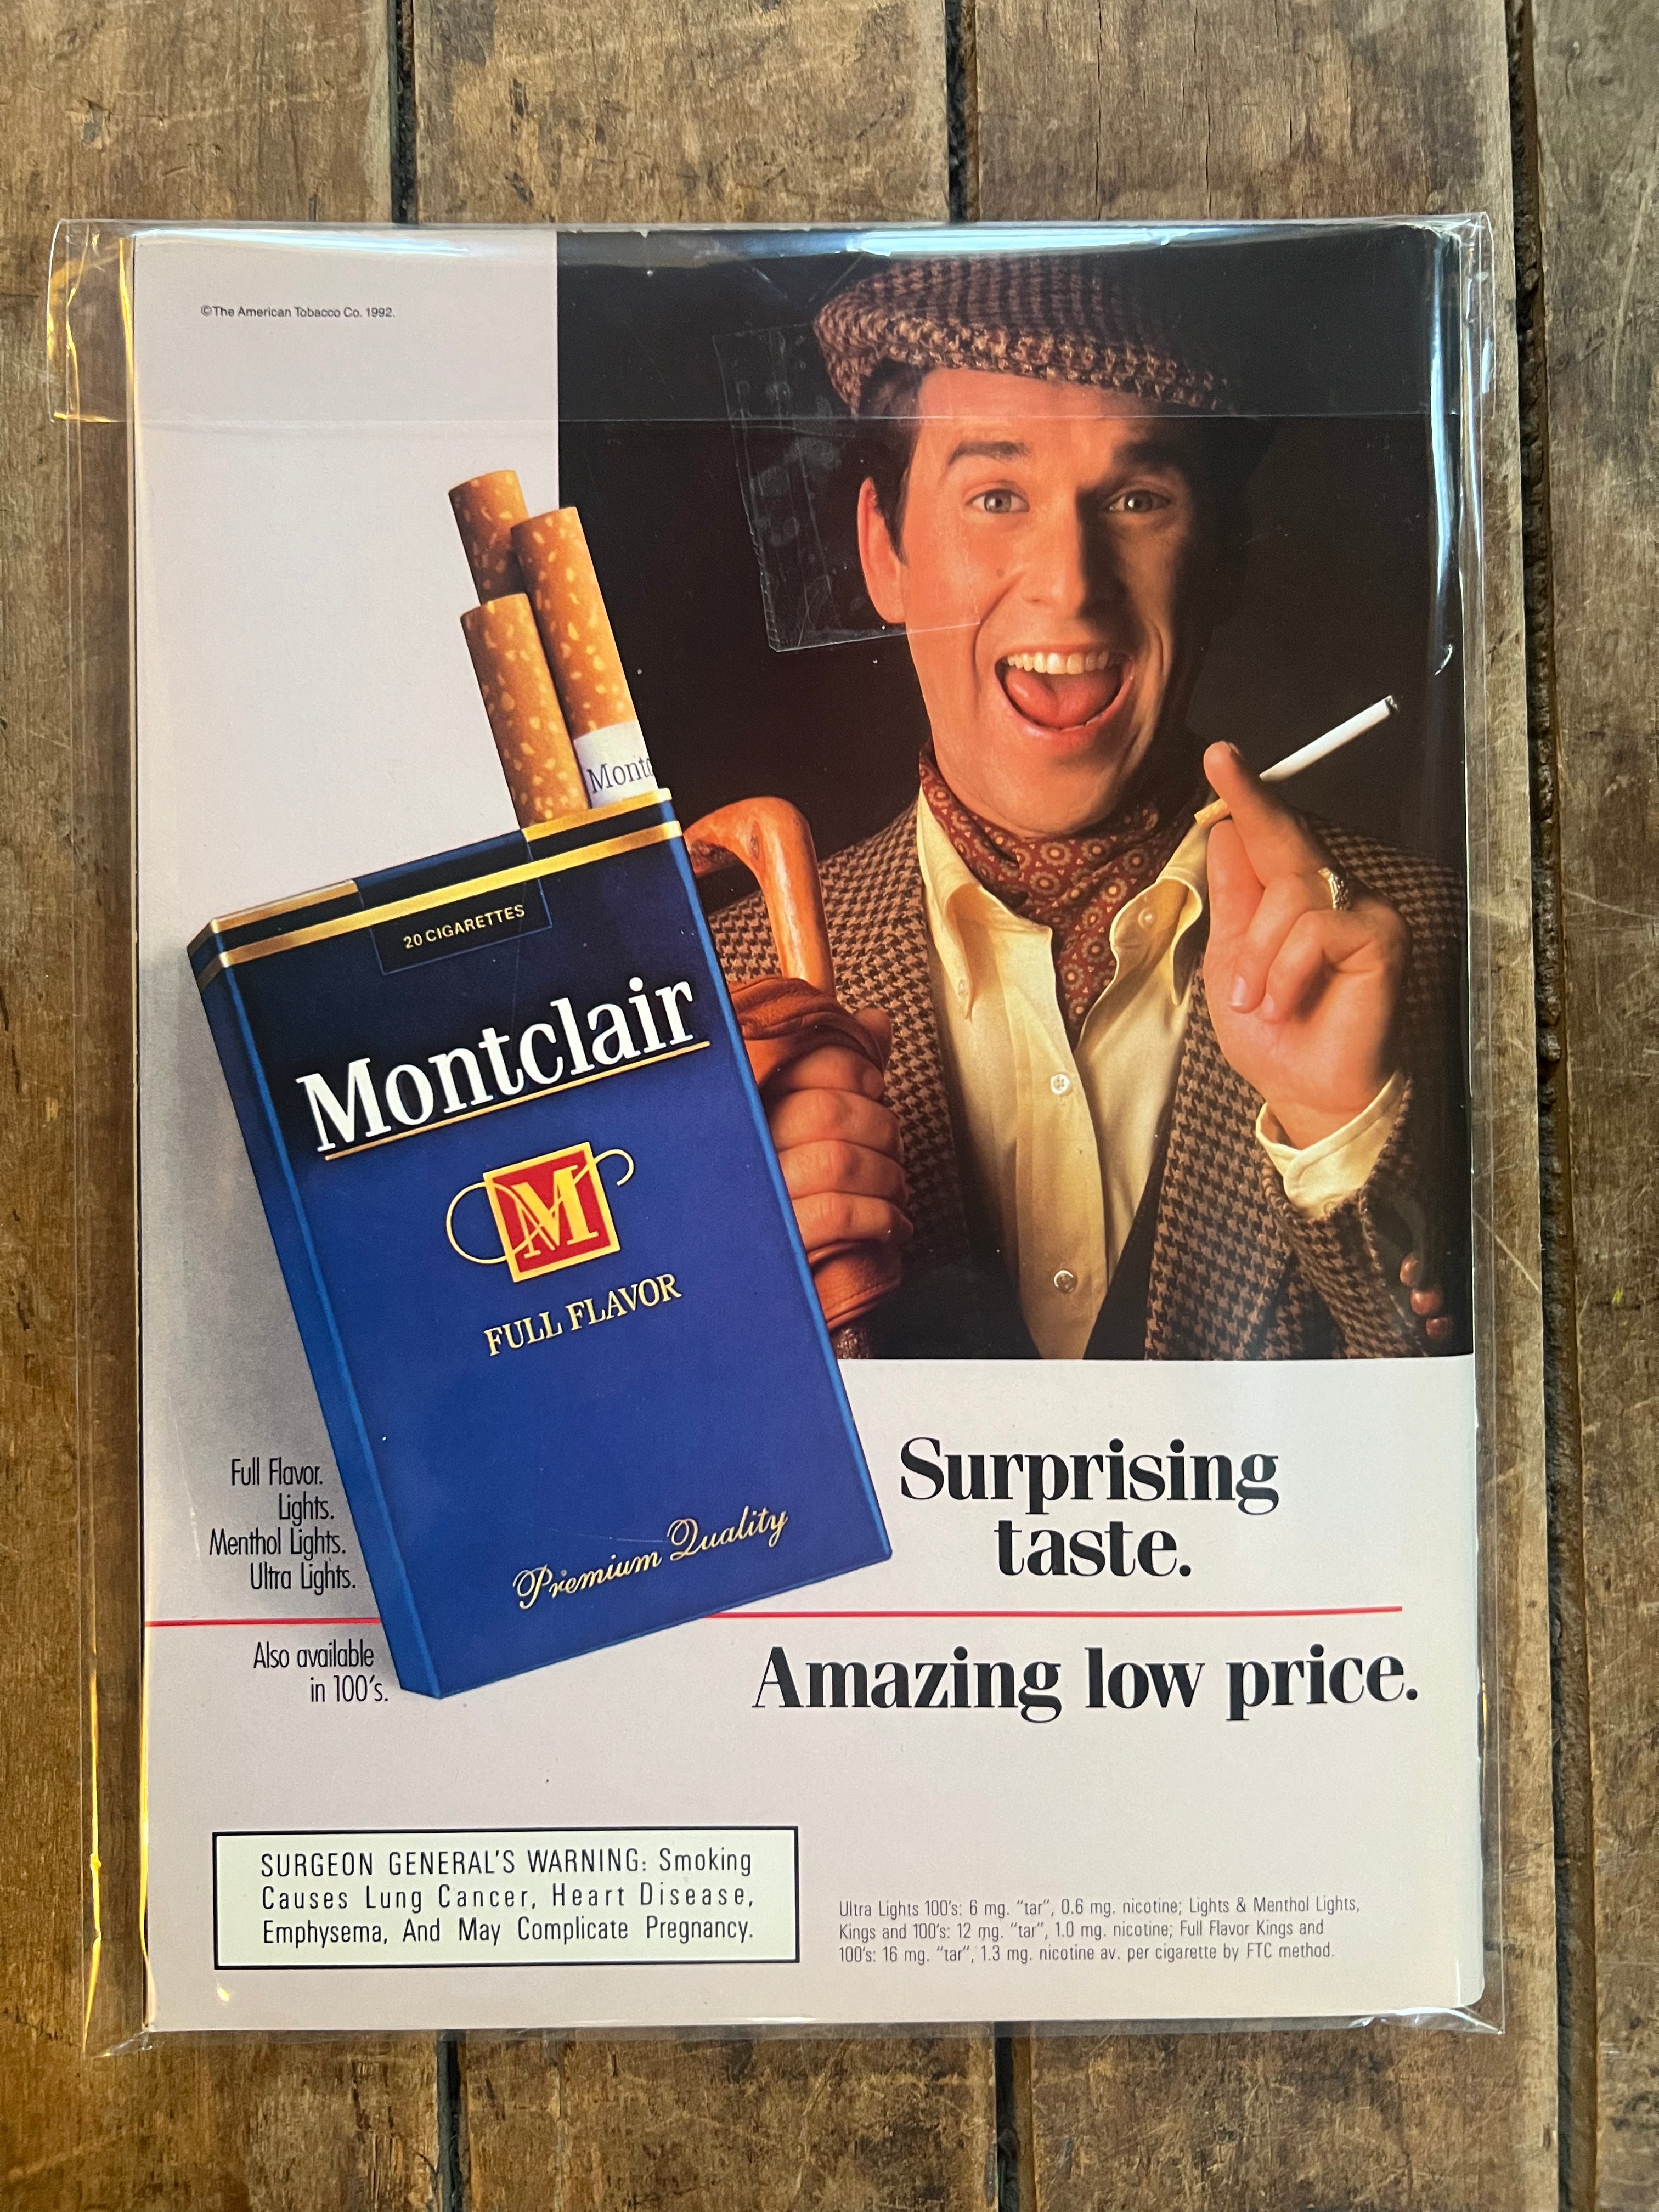 ©The American Tobacco Co. 1992.
Montc
20 CIGARETTES
Montclair
M
FULL FLAVOR
Premium Quality
Full Flavor.
Lights.
Menthol Lights.
Ultra Lights.
Also available
in 100's.
Surprising
taste.
Amazing low price.
SURGEON GENERAL'S WARNING: Smoking
Causes Lung Cancer, Heart Disease,
Emphysema, And May Complicate Pregnancy.
Ultra Lights 100's: 6 mg. "tar", 0.6 mg. nicotine; Lights & Menthol Lights,
Kings and 100's: 12 mg. "tar", 1.0 mg. nicotine; Full Flavor Kings and
100's: 16 mg. "tar", 1.3 mg. nicotine av. per cigarette by FTC method.